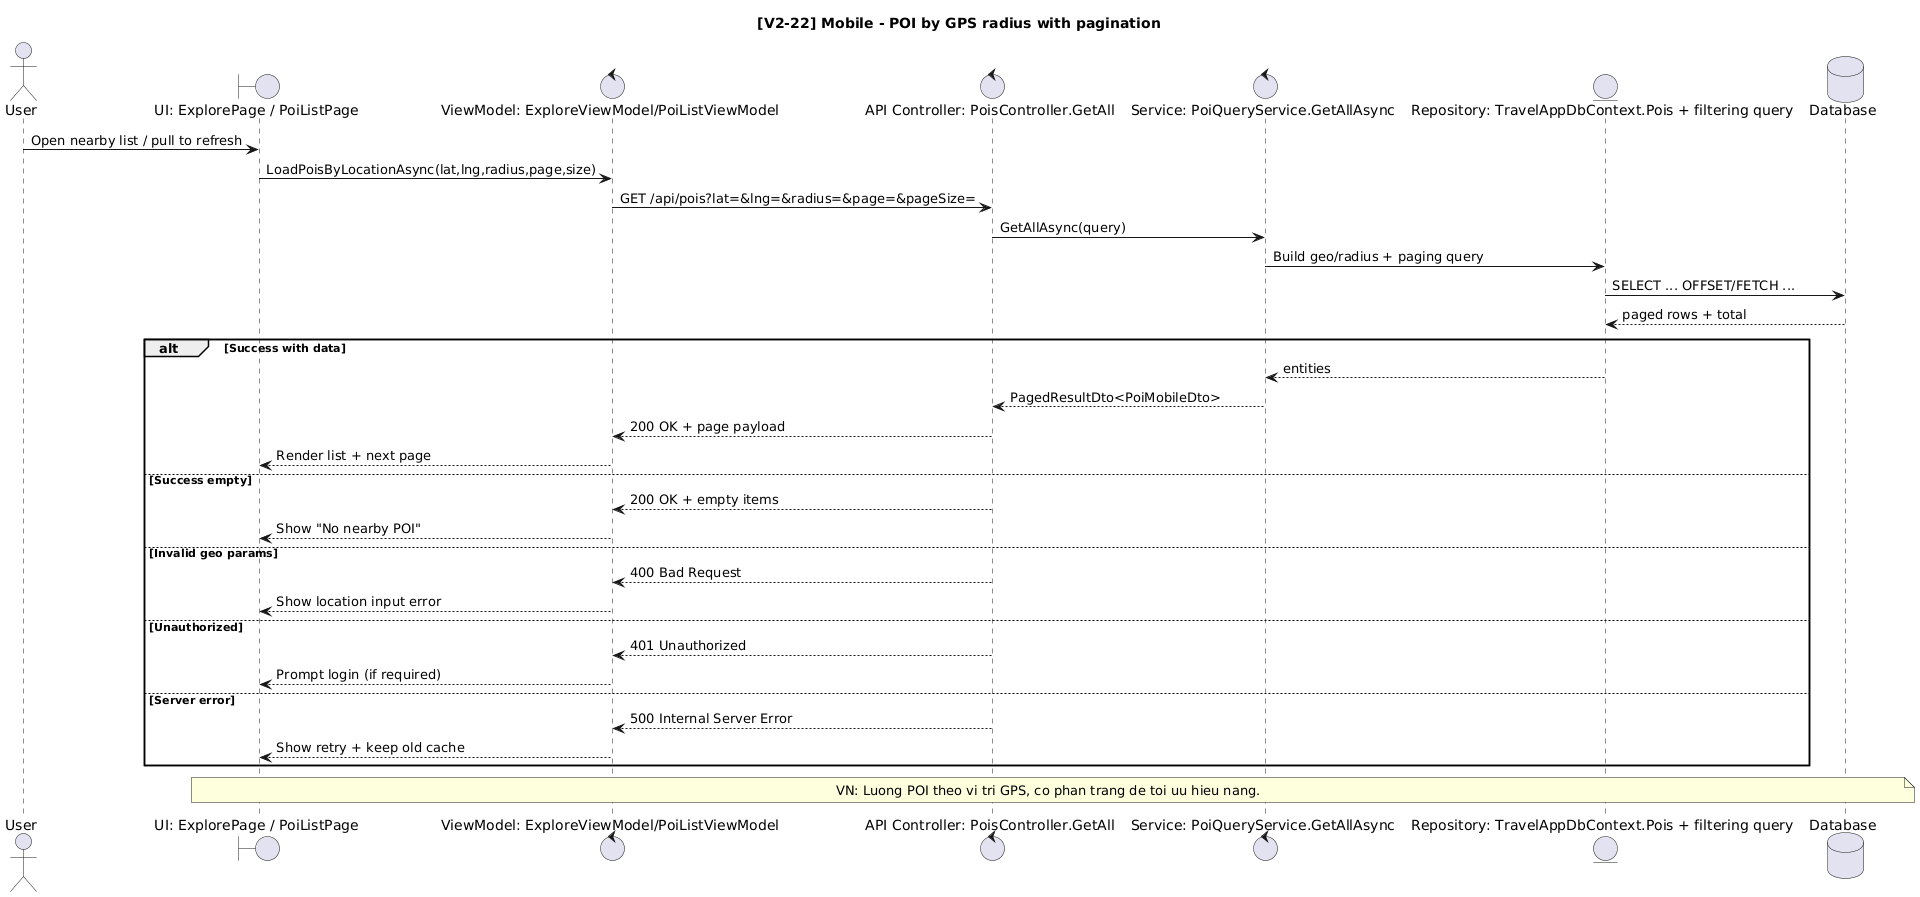 [V2-22] Mobile - POI by GPS radius with pagination
User
UI: ExplorePage / PoiListPage
ViewModel: ExploreViewModel/PoiListViewModel
API Controller: PoisController.GetAll
Service: PoiQueryService.GetAllAsync
Repository: TravelAppDbContext.Pois + filtering query
Database
Open nearby list / pull to refresh
LoadPoisByLocationAsync(lat,lng,radius,page,size)
GET /api/pois?lat=&lng=&radius=&page=&pageSize=
GetAllAsync(query)
Build geo/radius + paging query
SELECT ... OFFSET/FETCH ...
paged rows + total
alt
[Success with data]
entities
PagedResultDto<PoiMobileDto>
200 OK + page payload
Render list + next page
[Success empty]
200 OK + empty items
Show "No nearby POI"
[Invalid geo params]
400 Bad Request
Show location input error
[Unauthorized]
401 Unauthorized
Prompt login (if required)
[Server error]
500 Internal Server Error
Show retry + keep old cache
VN: Luong POI theo vi tri GPS, co phan trang de toi uu hieu nang.
User
UI: ExplorePage / PoiListPage
ViewModel: ExploreViewModel/PoiListViewModel
API Controller: PoisController.GetAll
Service: PoiQueryService.GetAllAsync
Repository: TravelAppDbContext.Pois + filtering query
Database